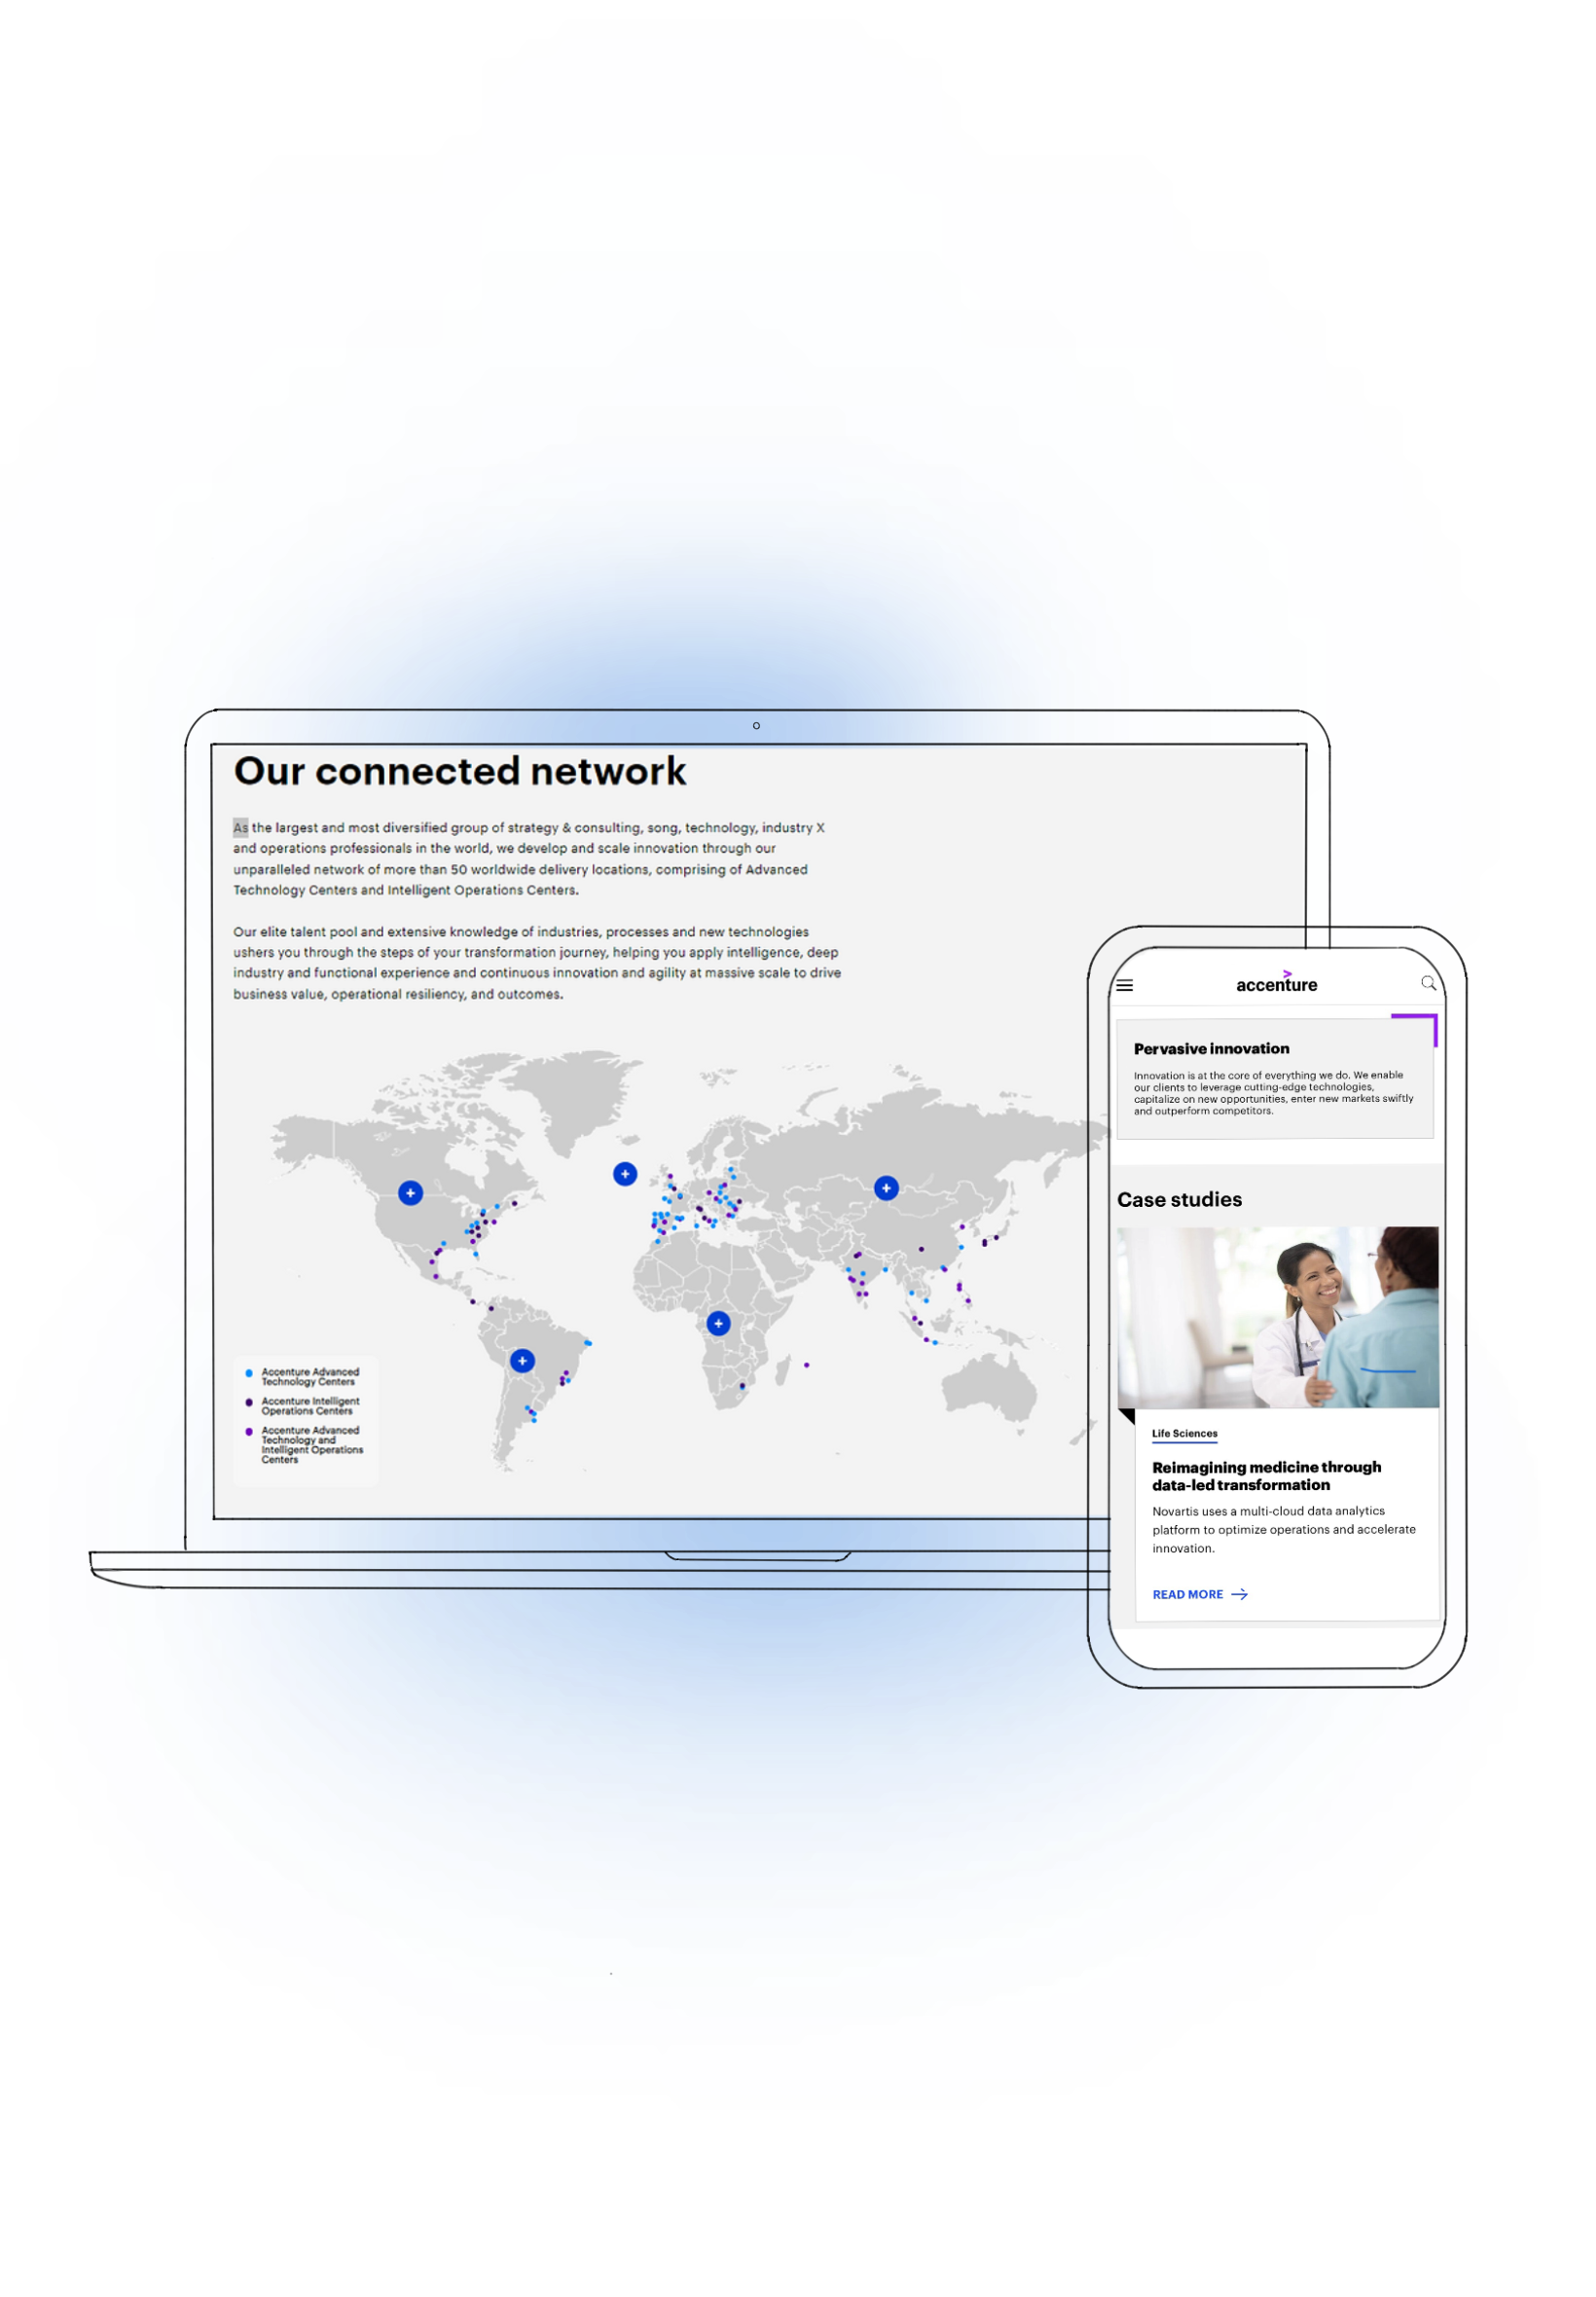 Our connected network
As the largest and most diversified group of strategy & consulting, song, technology, industry X
and operations professionals in the world, we develop and scale innovation through our
unparalleled network of more than 50 worldwide delivery locations, comprising of Advanced
Technology Centers and Intelligent Operations Centers.
Our elite talent pool and extensive knowledge of industries, processes and new technologies
ushers you through the steps of your transformation journey, helping you apply intelligence, deep
industry and functional experience and continuous innovation and agility at massive scale to drive
business value, operational resiliency, and outcomes.
Accenture Advanced
Technology Centers
Accenture Intelligent
Operations Centers
Accenture Advanced
Technology and
Intelligent Operations
Centers
accenture
Pervasive innovation
Innovation is at the core of everything we do. We enable
our clients to leverage cutting-edge technologies,
capitalize on new opportunities, enter new markets swiftly
and outperform competitors.
Case studies
Life Sciences
Reimagining medicine through
data-led transformation
Novartis uses a multi-cloud data analytics
platform to optimize operations and accelerate
innovation.
READ MORE